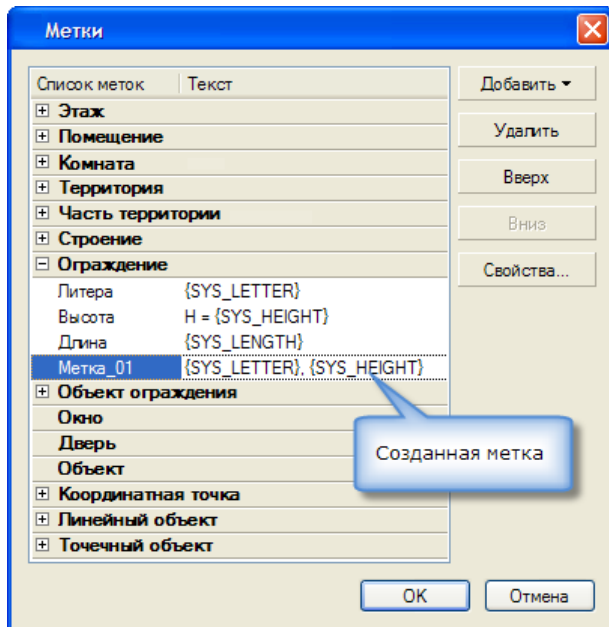 Метки
Список меток Текст
Этаж
Помещение
Комната
Территория
Часть территории
Строение
Ограждение
Литера {SYS_LETTER}
Высота H = {SYS_HEIGHT}
Длина {SYS_LENGTH}
Метка_01 {SYS_LETTER}, {SYS_HEIGHT}
Объект ограждения
Окно
Дверь
Объект
Координатная точка
Линейный объект
Точечный объект
Добавить
Удалить
Вверх
Вниз
Свойства...
Созданная метка
OK Отмена